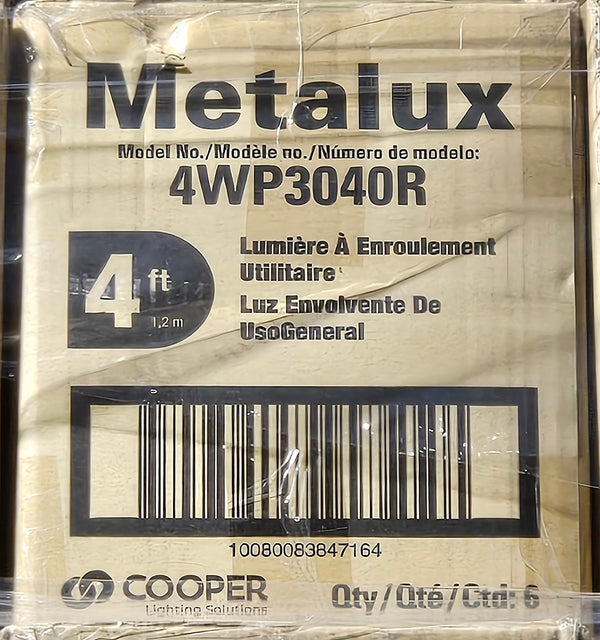 Metalux
Model No./Modèle no./Número de modelo:
4WP3040R
4 ft
1,2 m
Lumière À Enroulement
Utilitaire
Luz Envolvente De
UsoGeneral
10080083847164
COOPER
Lighting Solutions
Qty/Qté/Ctd: 6